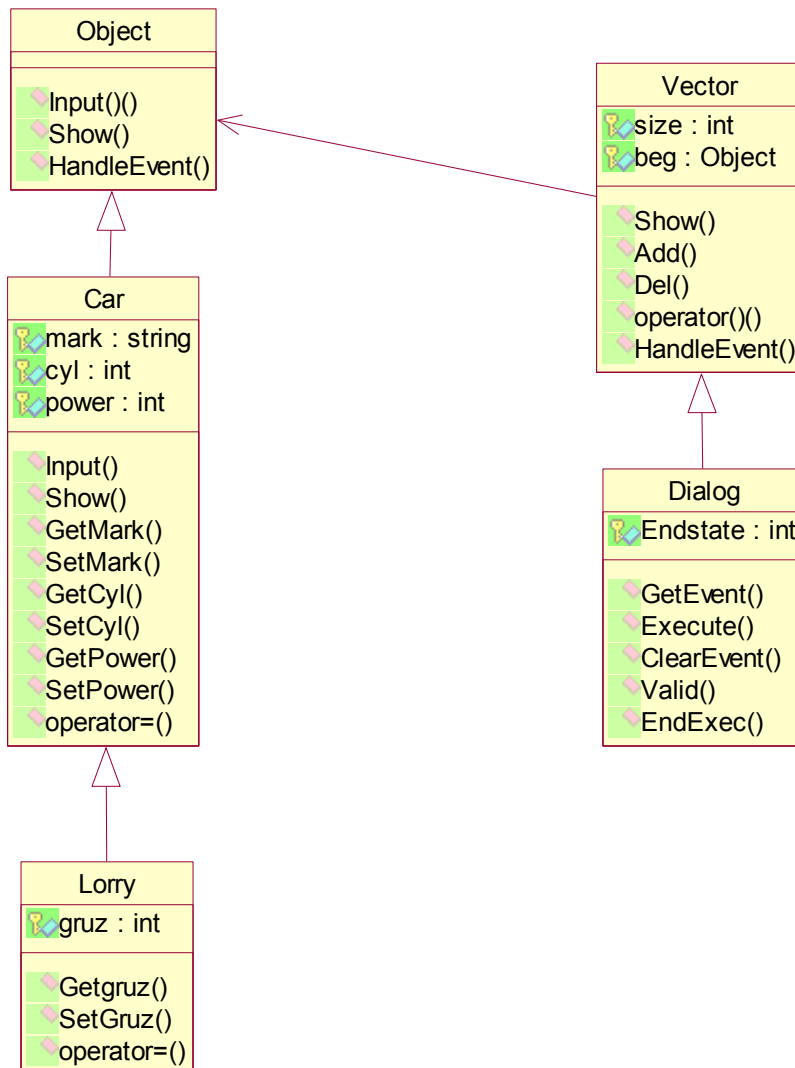 Object
Input()()
Show()
HandleEvent()
Vector
size : int
beg : Object
Show()
Add()
Del()
operator()()
HandleEvent()
Car
mark : string
cyl : int
power : int
Input()
Show()
GetMark()
SetMark()
GetCyl()
SetCyl()
GetPower()
SetPower()
operator=()
Dialog
Endstate : int
GetEvent()
Execute()
ClearEvent()
Valid()
EndExec()
Lorry
gruz : int
Getgruz()
SetGruz()
operator=()